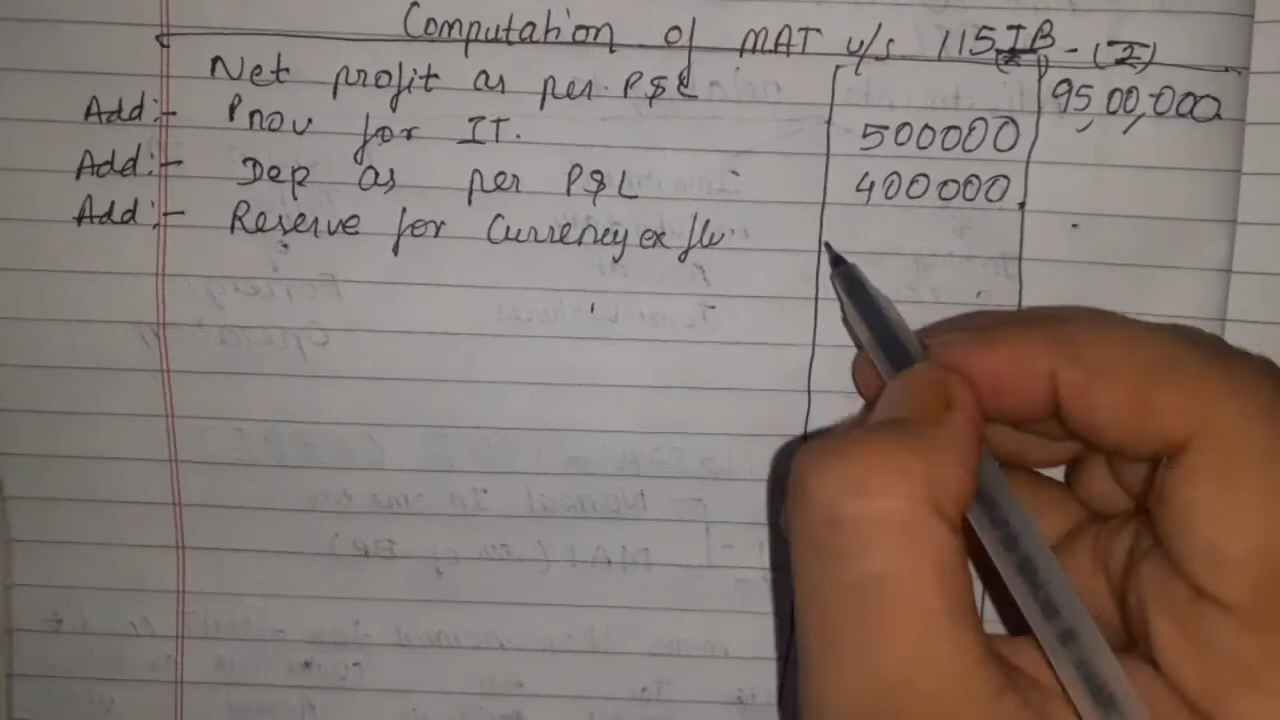 Computation of MAT u/s 115JB - (I)
Net profit as per P&L 95,00,000
Add:- Prov for IT. 500000
Add:- Dep as per P&L - 400000
Add:- Reserve for Currency ex flu.